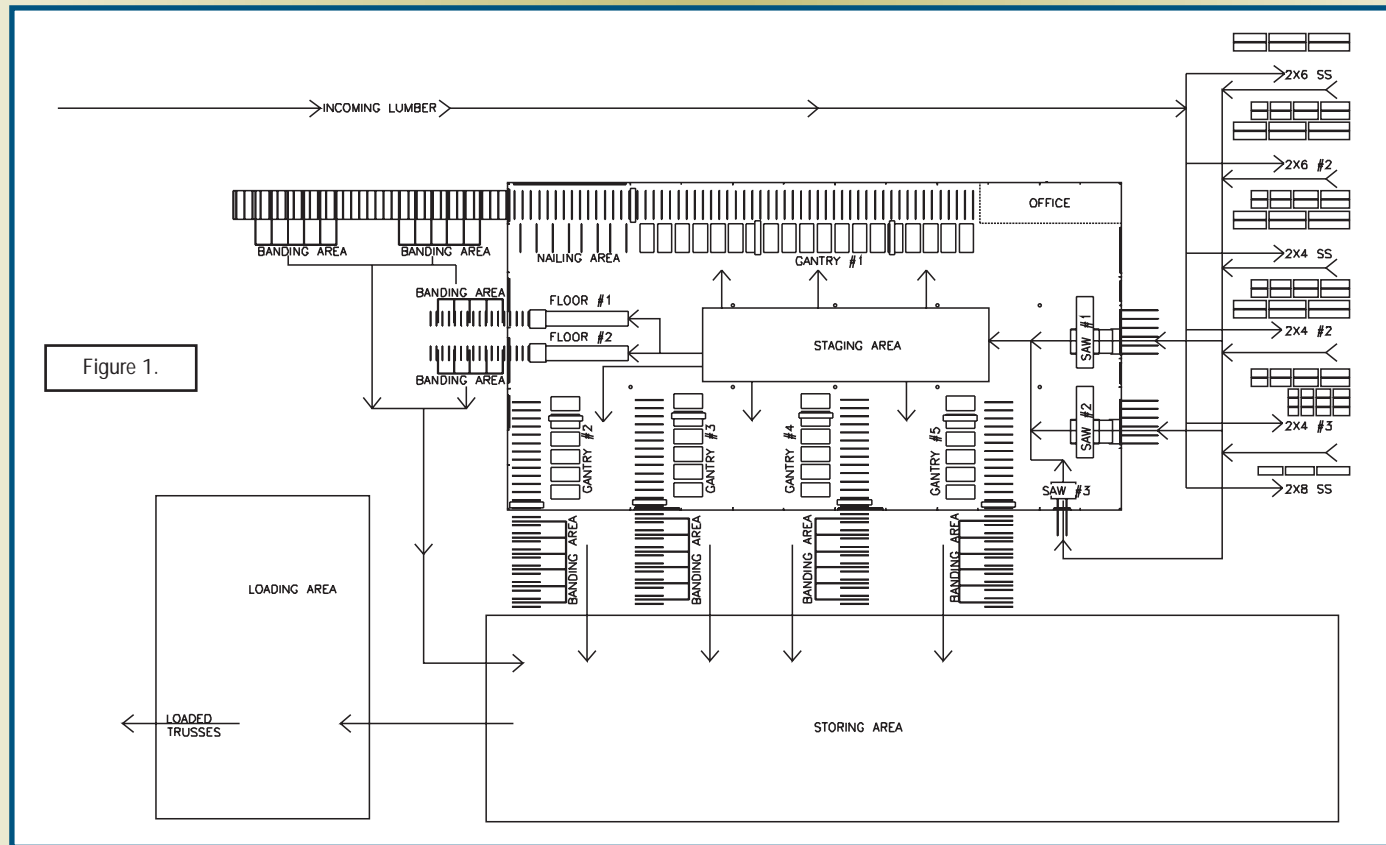 2X6 SS
INCOMING LUMBER
2X6 #2
OFFICE
BANDING AREA
BANDING AREA
NAILING AREA
GANTRY #1
2X4 SS
BANDING AREA
FLOOR #1
FLOOR #2
BANDING AREA
STAGING AREA
SAW #1
2X4 #2
Figure 1.
GANTRY #2
GANTRY #3
GANTRY #4
GANTRY #5
SAW #2
2X4 #3
SAW #3
2X8 SS
BANDING AREA
BANDING AREA
BANDING AREA
BANDING AREA
LOADING AREA
LOADED
TRUSSES
STORING AREA